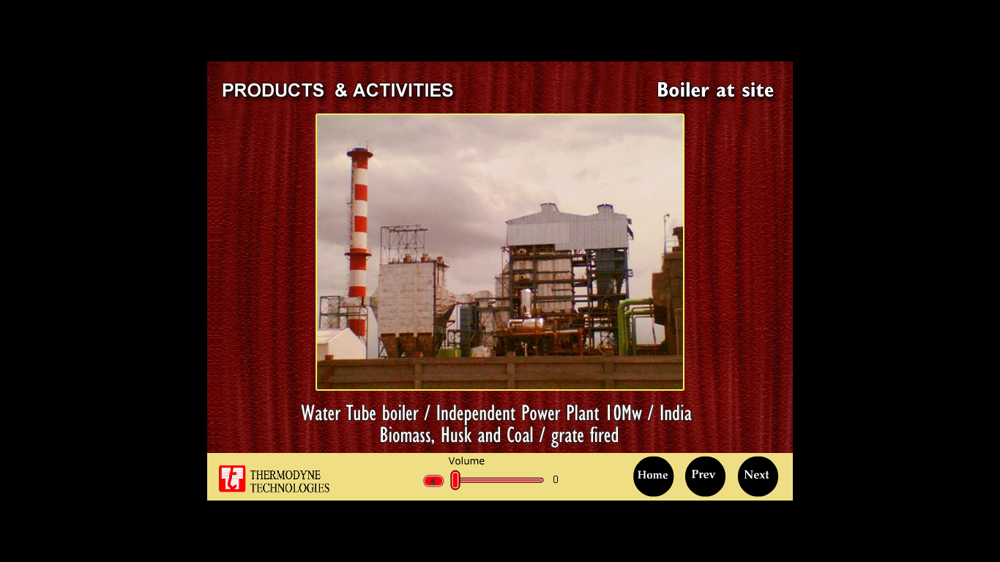 PRODUCTS & ACTIVITIES
Boiler at site
Water Tube boiler / Independent Power Plant 10Mw / India
Biomass, Husk and Coal / grate fired
THERMODYNE
TECHNOLOGIES
Volume
0
Home
Prev
Next